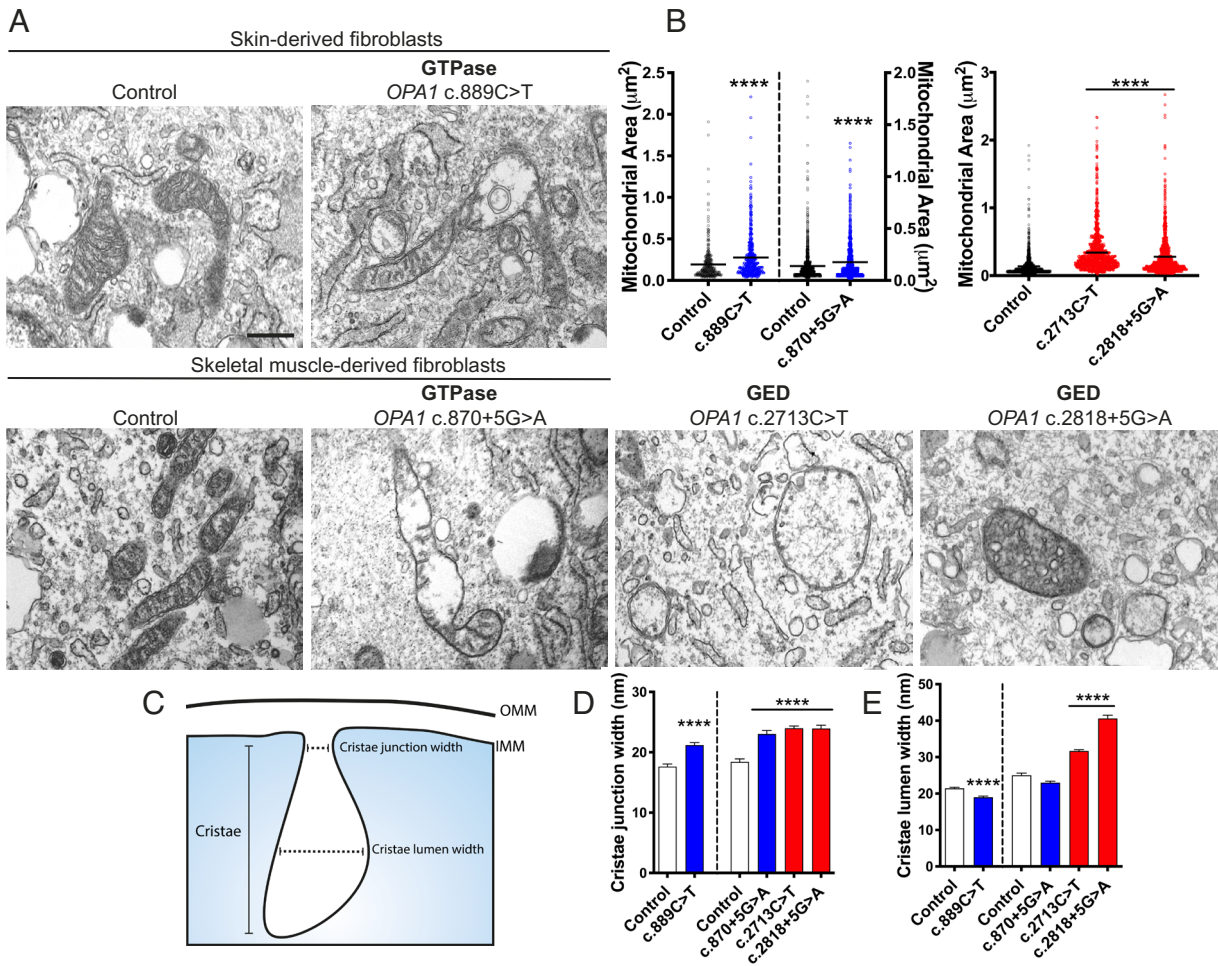 A
Skin-derived fibroblasts
Control
GTPase
OPA1 c.889C>T
B
Mitochondrial Area (μm2)
2.5
2.0
1.5
1.0
0.5
0.0
****
****
2.0
1.5
1.0
0.5
0.0
Mitochondrial Area (μm2)
Control
c.889C>T
Control
c.870+5G>A
Mitochondrial Area (μm2)
3
2
1
0
****
Control
c.2713C>T
c.2818+5G>A
Skeletal muscle-derived fibroblasts
Control
GTPase
OPA1 c.870+5G>A
GED
OPA1 c.2713C>T
GED
OPA1 c.2818+5G>A
C
OMM
IMM
Cristae junction width
Cristae
Cristae lumen width
D
Cristae junction width (nm)
30
20
10
0
****
****
Control
c.889C>T
Control
c.870+5G>A
c.2713C>T
c.2818+5G>A
E
Cristae lumen width (nm)
50
40
30
20
10
0
****
****
Control
c.889C>T
Control
c.870+5G>A
c.2713C>T
c.2818+5G>A